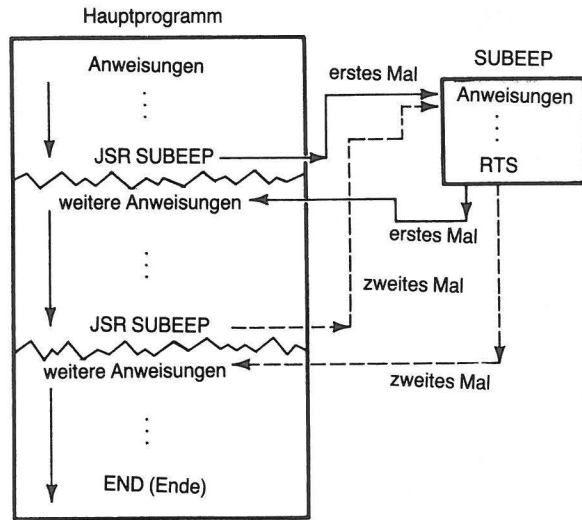 Hauptprogramm
Anweisungen
JSR SUBEEP
weitere Anweisungen
JSR SUBEEP
weitere Anweisungen
END (Ende)
erstes Mal
SUBEEP
Anweisungen
RTS
erstes Mal
zweites Mal
zweites Mal